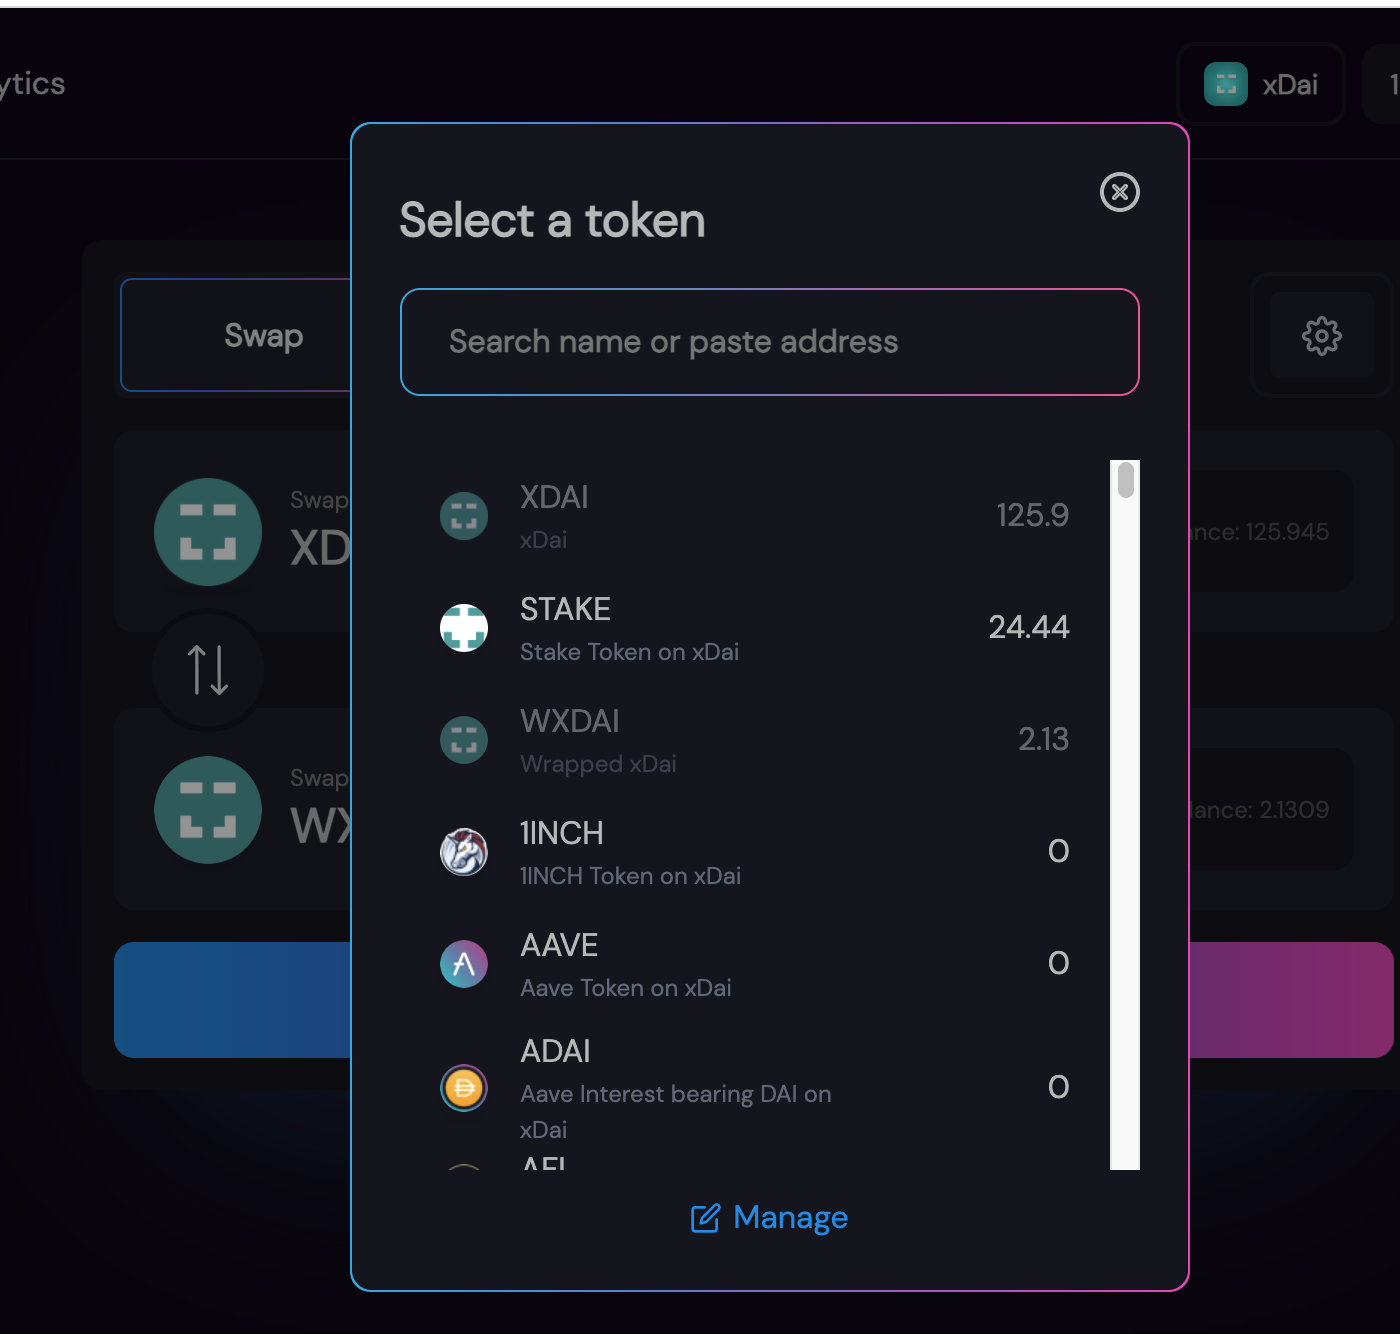 ytics
xDai
1
Select a token
Search name or paste address
Swap
Swap
XD
ance: 125.945
Swap
WX
lance: 2.1309
XDAI
125.9
xDai
STAKE
24.44
Stake Token on xDai
WXDAI
2.13
Wrapped xDai
1INCH
0
1INCH Token on xDai
AAVE
0
Aave Token on xDai
ADAI
0
Aave Interest bearing DAI on
xDai
Manage